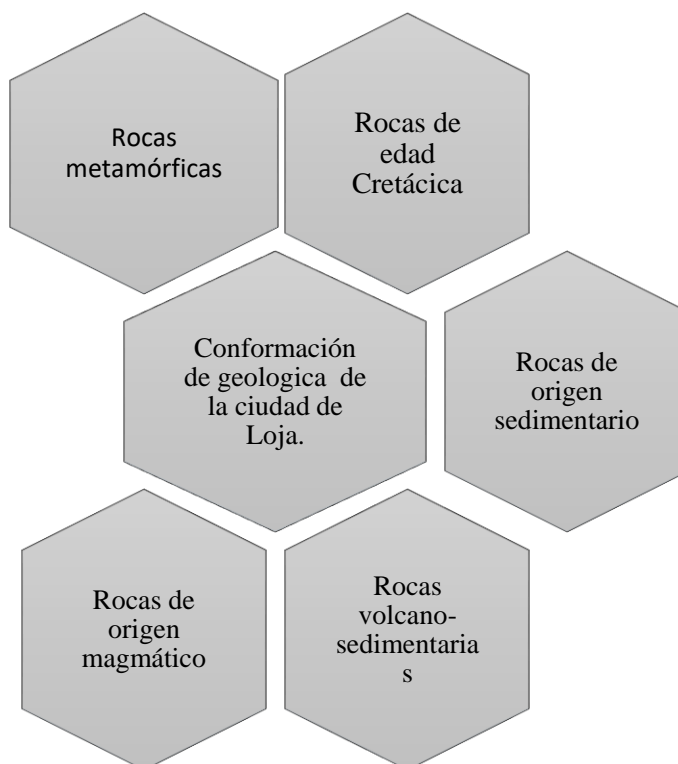 Rocas
metamórficas
Rocas de
edad
Cretácica
Conformación
de geologica de
la ciudad de
Loja.
Rocas de
origen
sedimentario
Rocas de
origen
magmático
Rocas
volcano-
sedimentaria
s